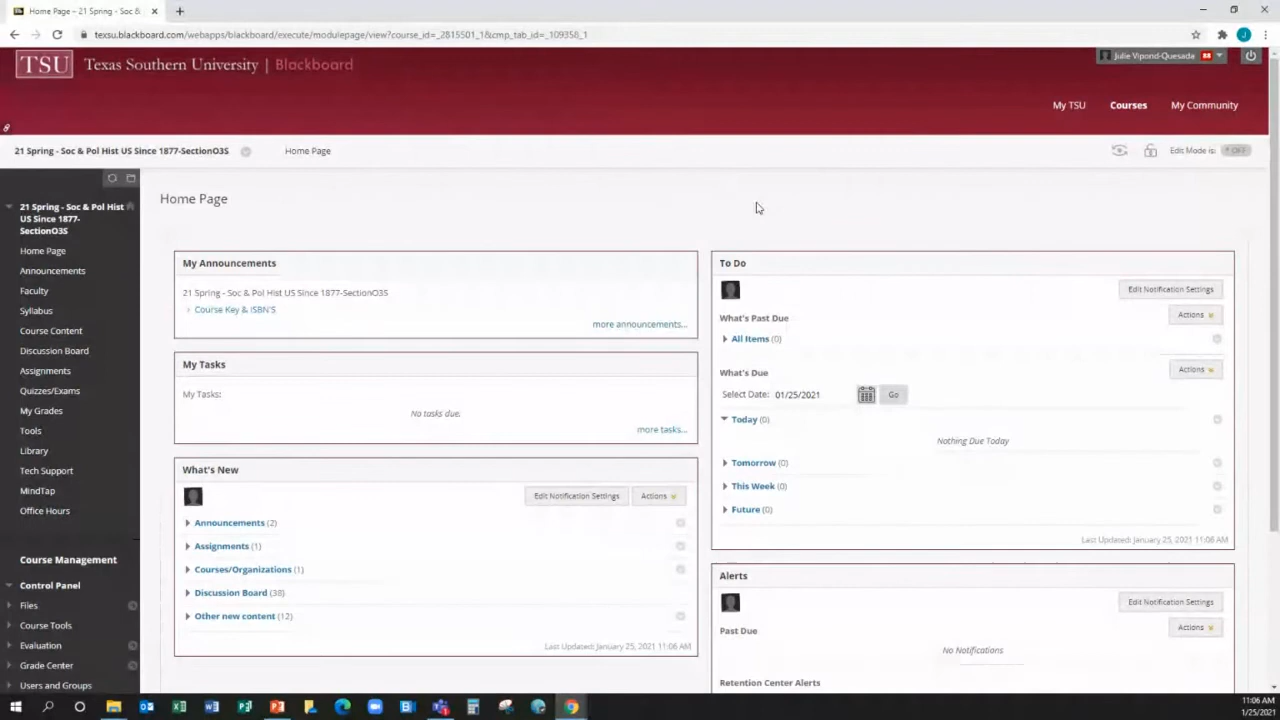 Home Page – 21 Spring - Soc &
texsu.blackboard.com/webapps/blackboard/execute/modulepage/view?course_id=_2815501_1&cmp_tab_id=_109358_1
J
TSU Texas Southern University | Blackboard
Julie Vipond-Quesada
My TSU Courses My Community
21 Spring - Soc & Pol Hist US Since 1877-SectionO3S
Home Page
Edit Mode is: OFF
21 Spring - Soc & Pol Hist
US Since 1877-
SectionO3S
Home Page
Announcements
Faculty
Syllabus
Course Content
Discussion Board
Assignments
Quizzes/Exams
My Grades
Tools
Library
Tech Support
MindTap
Office Hours
Course Management
Control Panel
Files
Course Tools
Evaluation
Grade Center
Users and Groups
Home Page
My Announcements
21 Spring - Soc & Pol Hist US Since 1877-SectionO3S
Course Key & ISBN'S
more announcements...
My Tasks
My Tasks:
No tasks due.
more tasks...
What's New
Edit Notification Settings Actions
Announcements (2)
Assignments (1)
Courses/Organizations (1)
Discussion Board (38)
Other new content (12)
Last Updated: January 25, 2021 11:06 AM
To Do
Edit Notification Settings
What's Past Due
Actions
All Items (0)
What's Due
Actions
Select Date: 01/25/2021 Go
Today (0)
Nothing Due Today
Tomorrow (0)
This Week (0)
Future (0)
Last Updated: January 25, 2021 11:06 AM
Alerts
Edit Notification Settings
Past Due
Actions
No Notifications
Retention Center Alerts
11:06 AM
1/25/2021